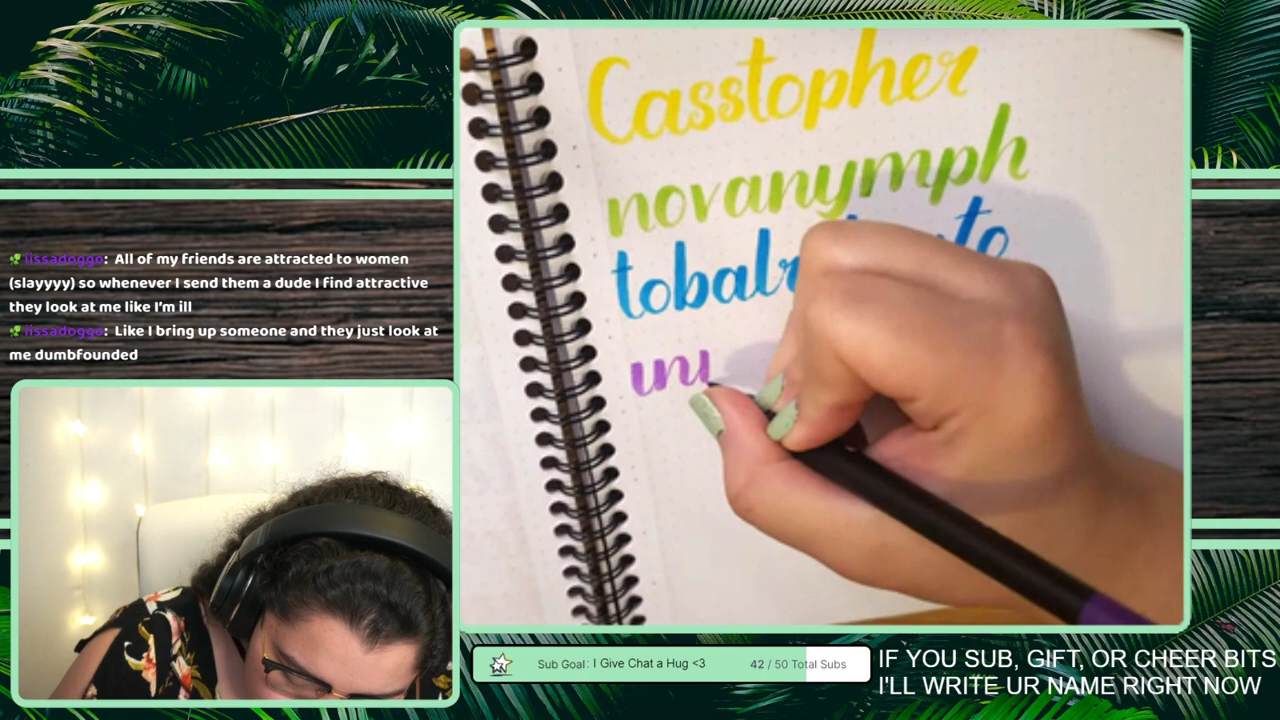 Casstopher
novanymph
uni
lissadoggo: All of my friends are attracted to women
(slayyyy) so whenever I send them a dude I find attractive
they look at me like I'm ill
lissadoggo: Like I bring up someone and they just look at
me dumbfounded
Sub Goal: I Give Chat a Hug <3 42 / 50 Total Subs
IF YOU SUB, GIFT, OR CHEER BITS
I'LL WRITE UR NAME RIGHT NOW